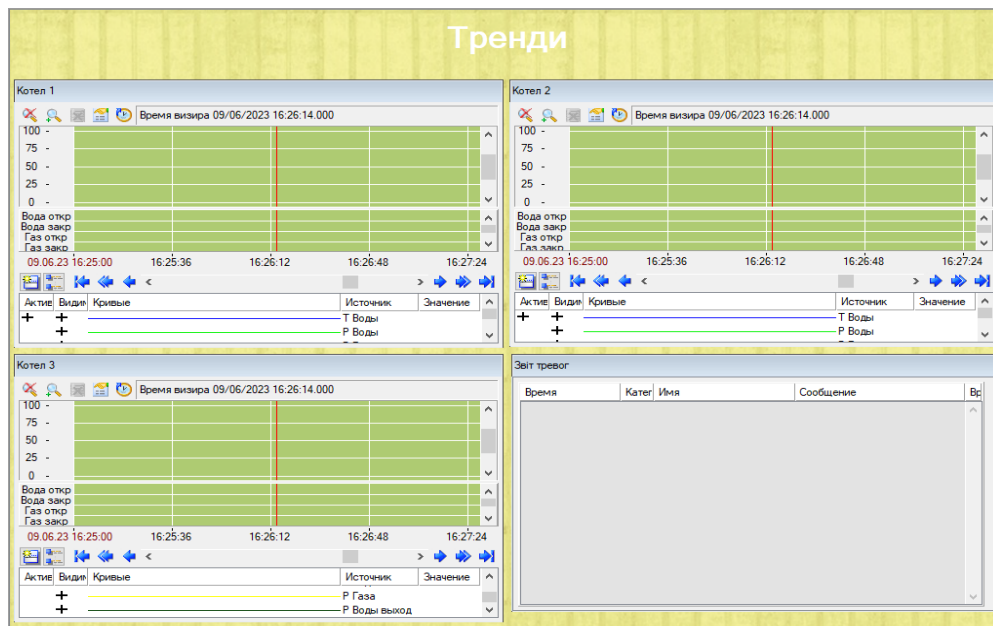 Тренди
Котел 1
Время визира 09/06/2023 16:26:14.000
100
75
50
25
0
Вода откр
Вода закр
Газ откр
Газ закр
09.06.23 16:25:00 16:25:36 16:26:12 16:26:48 16:27:24
Актив Видим Кривые Источник Значение
Т Воды
Р Воды
Котел 2
Время визира 09/06/2023 16:26:14.000
100
75
50
25
0
Вода откр
Вода закр
Газ откр
Газ закр
09.06.23 16:25:00 16:25:36 16:26:12 16:26:48 16:27:24
Актив Видим Кривые Источник Значение
Т Воды
Р Воды
Котел 3
Время визира 09/06/2023 16:26:14.000
100
75
50
25
0
Вода откр
Вода закр
Газ откр
Газ закр
09.06.23 16:25:00 16:25:36 16:26:12 16:26:48 16:27:24
Актив Видим Кривые Источник Значение
Р Газа
Р Воды выход
Звіт тревог
Время Катег Имя Сообщение Вр